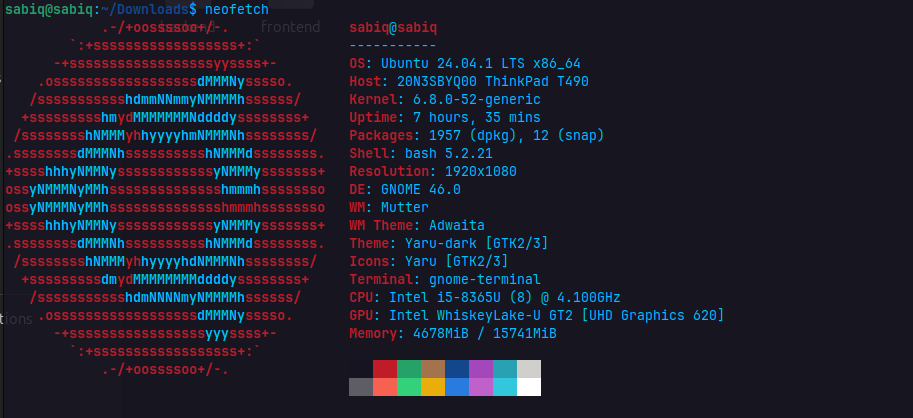 sabiq@sabiq:~/Downloads$ neofetch
.-/+oossssoo+/-.
frontend
sabiq@sabiq
`:+ssssssssssssssssss+:`
-----------
-+ssssssssssssssssssyyssss+-
OS: Ubuntu 24.04.1 LTS x86_64
.ossssssssssssssssssdMMMNysssso.
Host: 20N3SBYQ00 ThinkPad T490
/ssssssssssshdmmNNmmyNMMMMhssssss/
Kernel: 6.8.0-52-generic
+ssssssssshmydMMMMMMMNddddyssssssss+
Uptime: 7 hours, 35 mins
/sssssssshNMMMyhhyyyyhmNMMMNhssssssss/
Packages: 1957 (dpkg), 12 (snap)
.ssssssssdMMMNhsssssssssshNMMMdssssssss.
Shell: bash 5.2.21
+sssshhhyNMMNyssssssssssssyNMMMysssssss+
Resolution: 1920x1080
ossyNMMMNyMMhsssssssssssssshmmmhssssssso
DE: GNOME 46.0
ossyNMMMNyMMhsssssssssssssshmmmhssssssso
WM: Mutter
+sssshhhyNMMNyssssssssssssyNMMMysssssss+
WM Theme: Adwaita
.ssssssssdMMMNhsssssssssshNMMMdssssssss.
Theme: Yaru-dark [GTK2/3]
/sssssssshNMMMyhhyyyyhdNMMMNhssssssss/
Icons: Yaru [GTK2/3]
+sssssssssdmydMMMMMMMMddddyssssssss+
Terminal: gnome-terminal
/ssssssssssshdmNNNNmyNMMMMhssssss/
CPU: Intel i5-8365U (8) @ 4.100GHz
.ossssssssssssssssssdMMMNysssso.
GPU: Intel WhiskeyLake-U GT2 [UHD Graphics 620]
-+sssssssssssssssssyyyssss+-
Memory: 4678MiB / 15741MiB
`:+ssssssssssssssssss+:`
.-/+oossssoo+/-.